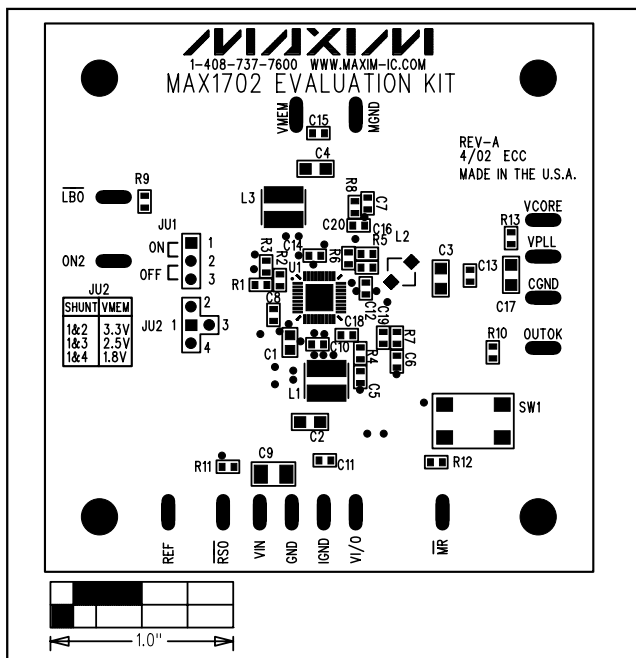 MAXIM
1-408-737-7600 WWW.MAXIM-IC.COM
MAX1702 EVALUATION KIT
VMEM
C15
MGND
REV-A
4/02 ECC
MADE IN THE U.S.A.
C4
R9
LBO
L3
R8
C7
C20
C16
VCORE
R13
JU1
ON
OFF
1
2
3
ON2
C14
R3
R2
U1
R1
R6
R5
L2
C3
C13
VPLL
CGND
C17
JU2
SHUNT VMEM
1&2 3.3V
1&3 2.5V
1&4 1.8V
JU2
2
1
3
4
C8
C12
C18
C19
C1
C10
R4
R7
C6
C5
L1
R10
OUTOK
SW1
C2
R11
C9
C11
R12
REF
RSO
VIN
GND
IGND
VI/O
MR
1.0"